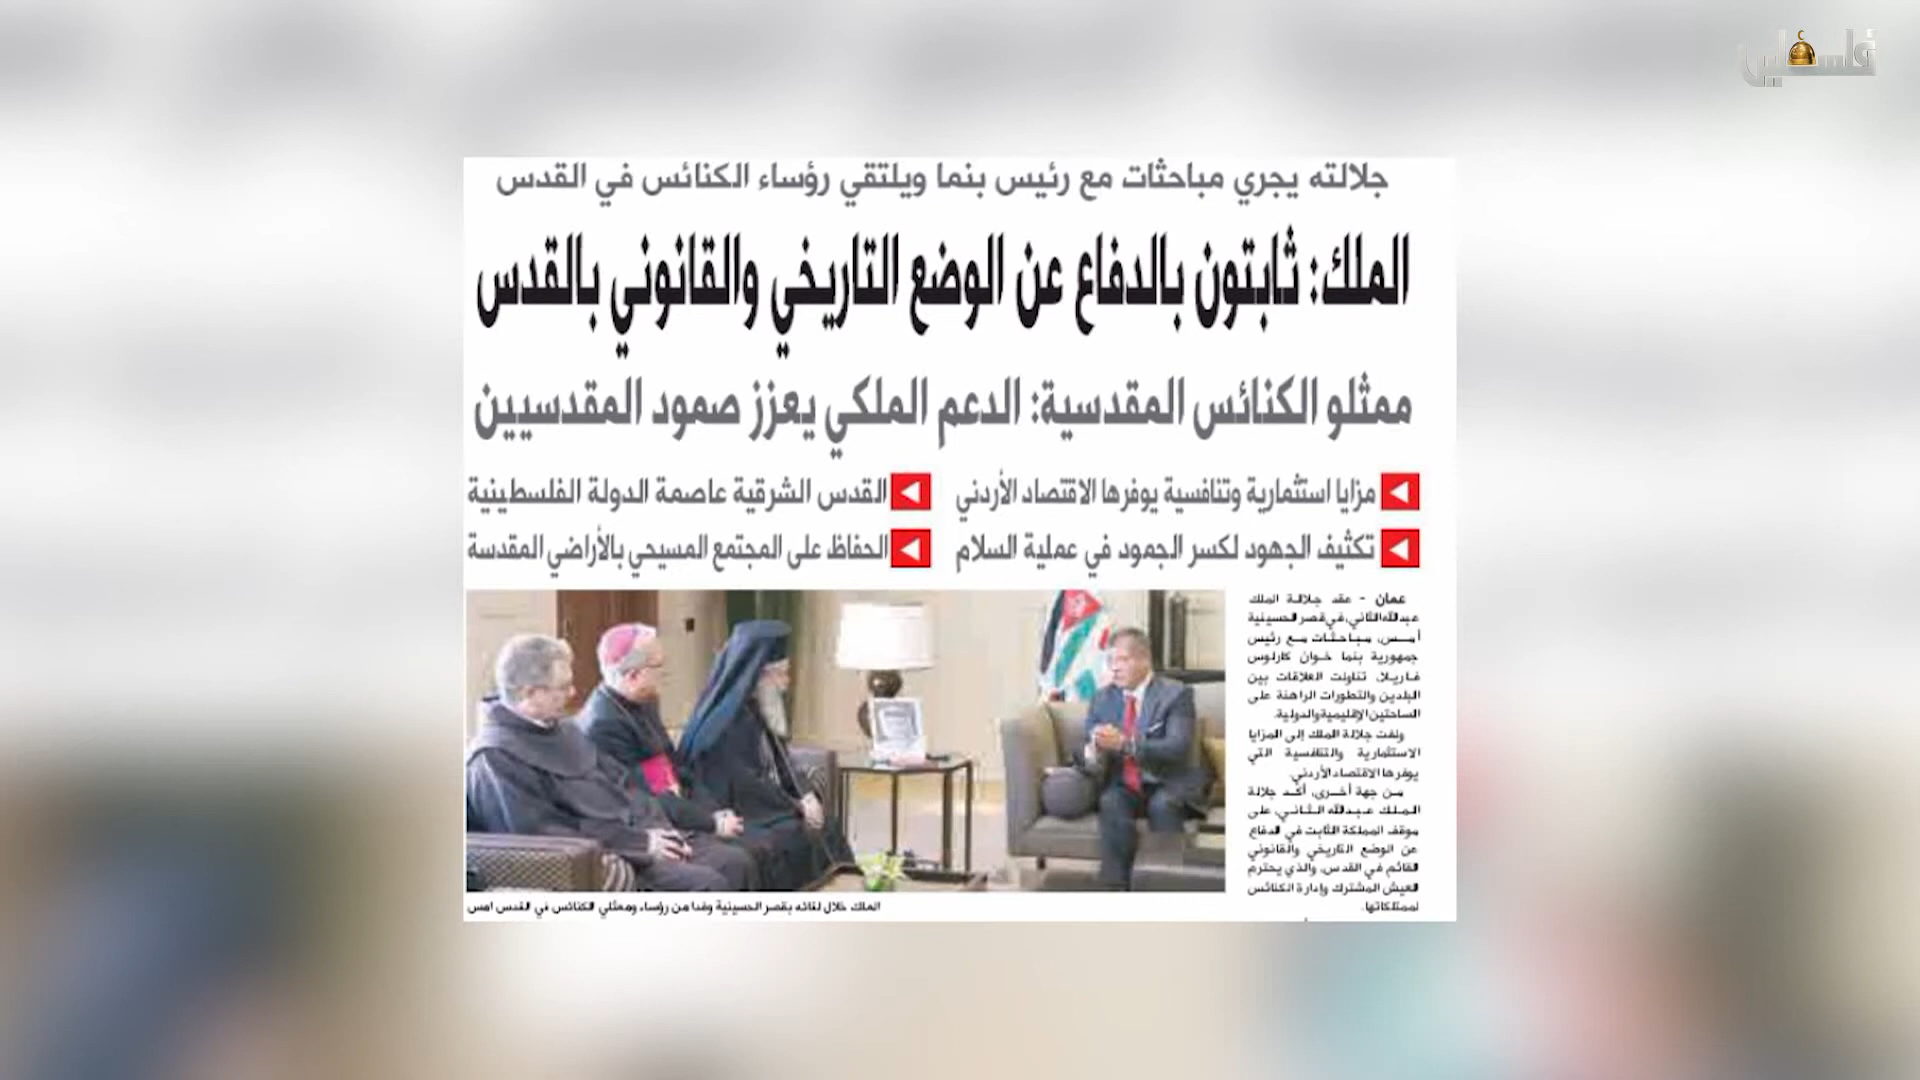 فلسطين
جلالته يجري مباحثات مع رئيس بنما ويلتقي رؤساء الكنائس في القدس
الملك: ثابتون بالدفاع عن الوضع التاريخي والقانوني بالقدس
ممثلو الكنائس المقدسية: الدعم الملكي يعزز صمود المقدسيين
مزايا استثمارية وتنافسية يوفرها الاقتصاد الأردني
القدس الشرقية عاصمة الدولة الفلسطينية
تكثيف الجهود لكسر الجمود في عملية السلام
الحفاظ على المجتمع المسيحي بالأراضي المقدسة
عمان - عقد جلالة الملك
عبدالله الثاني، في قصر الحسينية
أمس، مباحثات مع رئيس
جمهورية بنما خوان كارلوس
فاريلا، تناولت العلاقات بين
البلدين والتطورات الراهنة على
الساحتين الإقليمية والدولية.
ولفت جلالة الملك إلى المزايا
الاستثمارية والتنافسية التي
يوفرها الاقتصاد الأردني.
من جهة أخرى، أكد جلالة
الملك عبدالله الثاني، على
موقف المملكة الثابت في الدفاع
عن الوضع التاريخي والقانوني
القائم في القدس، والذي يحترم
العيش المشترك وإدارة الكنائس
لممتلكاتها.
الملك خلال لقائه بقصر الحسينية وفدا من رؤساء وممثلي الكنائس في القدس امس